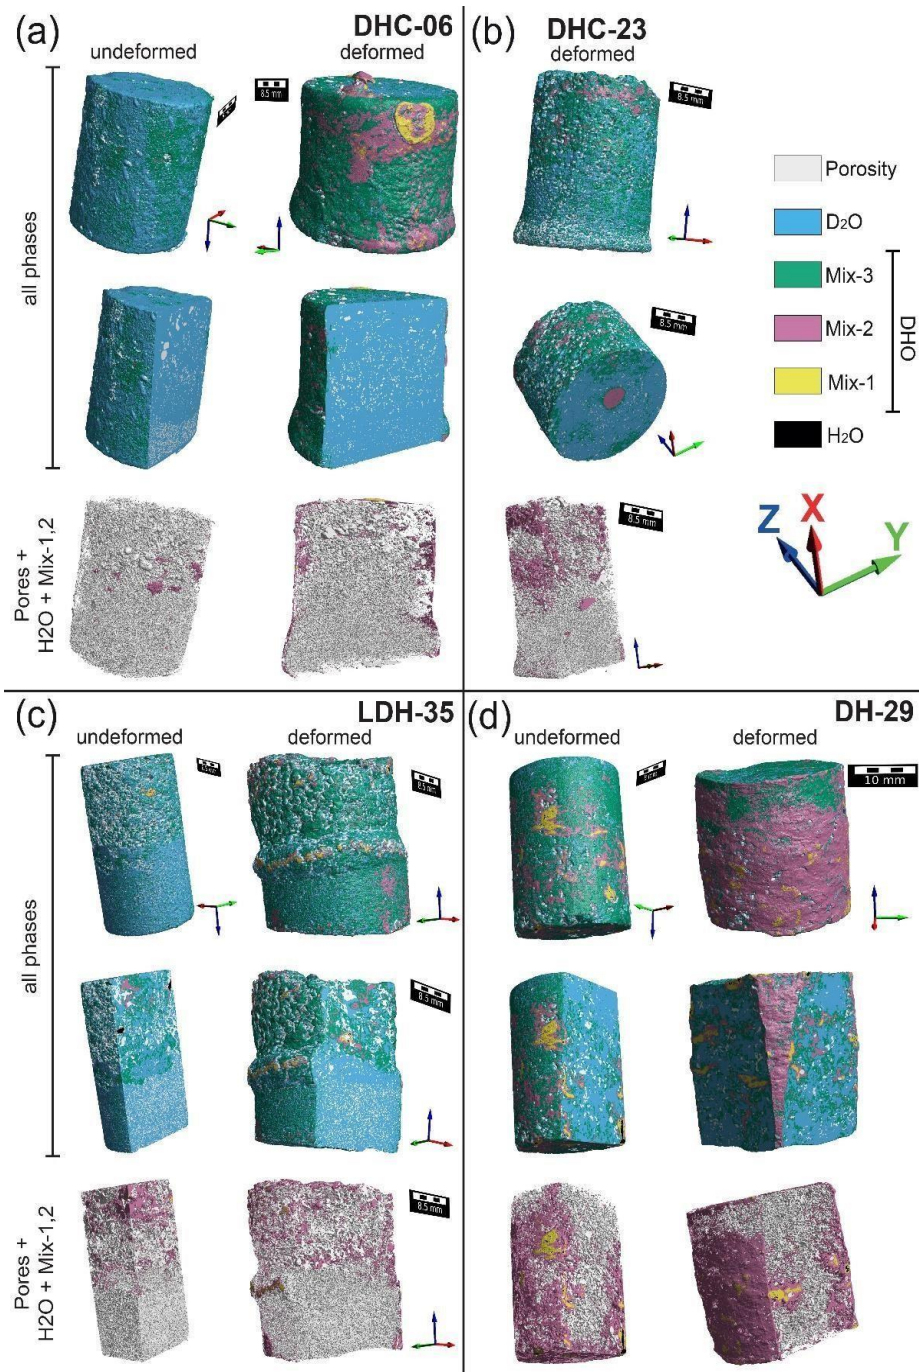 (a)
DHC-06
undeformed
deformed
8.5 mm
all phases
Pores +
H2O + Mix-1,2
(b)
DHC-23
deformed
8.5 mm
8.5 mm
8.5 mm
Porosity
D₂O
Mix-3
Mix-2
Mix-1
H₂O
DHO
Z
X
Y
(c)
LDH-35
undeformed
deformed
8.5 mm
8.5 mm
8.5 mm
all phases
Pores +
H2O + Mix-1,2
(d)
DH-29
undeformed
deformed
10 mm